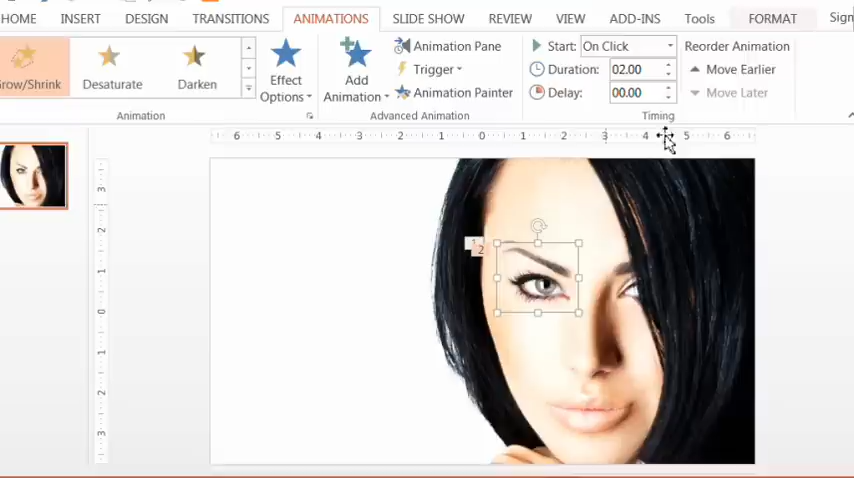 HOME INSERT DESIGN TRANSITIONS ANIMATIONS SLIDE SHOW REVIEW VIEW ADD-INS Tools FORMAT Sign
Grow/Shrink Desaturate Darken
Effect Options
Add Animation
Animation Pane
Trigger
Animation Painter
Start: On Click
Duration: 02.00
Delay: 00.00
Reorder Animation
Move Earlier
Move Later
Animation Advanced Animation Timing
6 5 4 3 2 1 0 1 2 3 4 5 6
3
2
1
0
1
2
3
1
2